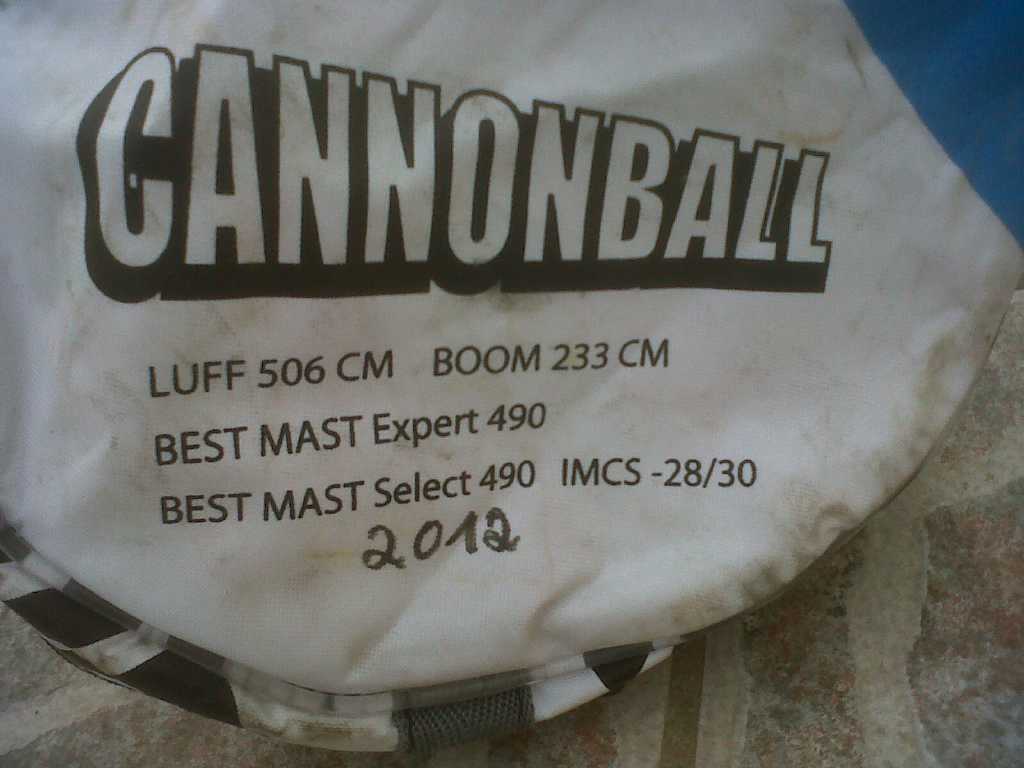 CANNONBALL
LUFF 506 CM BOOM 233 CM
BEST MAST Expert 490
BEST MAST Select 490 IMCS -28/30
2012